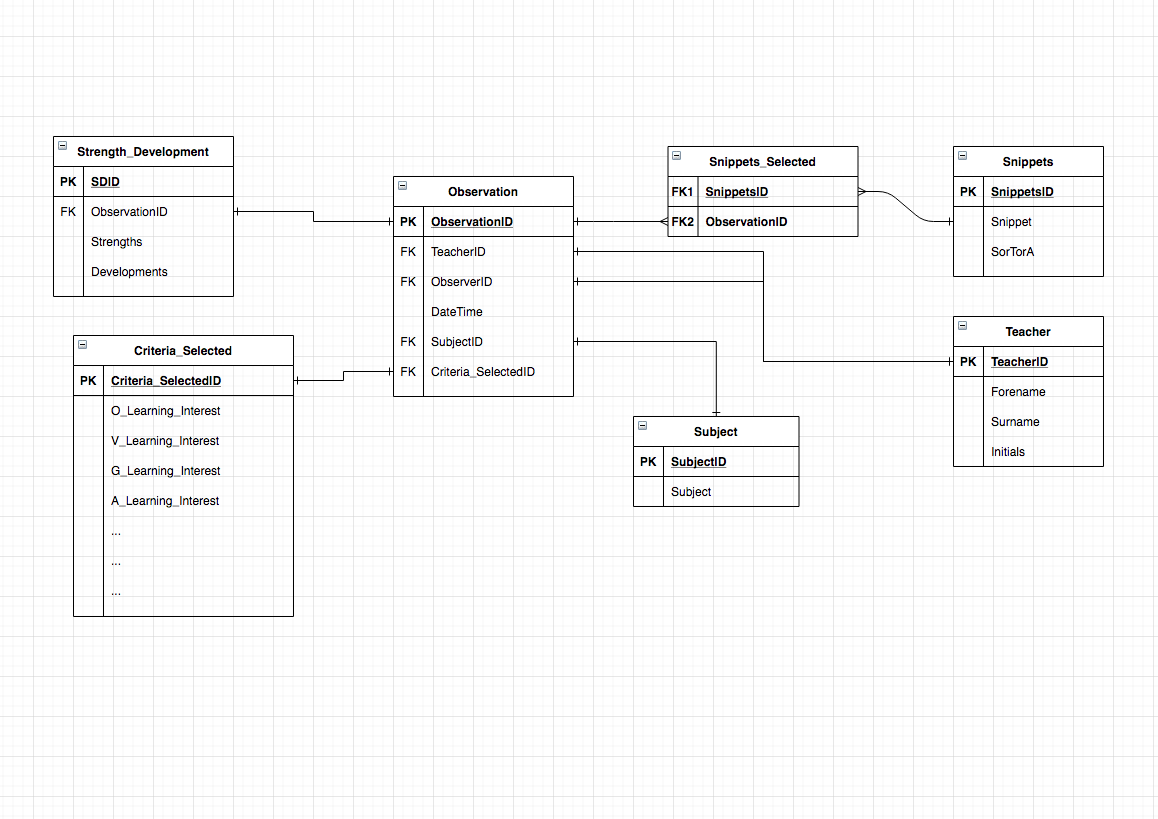 Strength_Development
PK SDID
FK ObservationID
Strengths
Developments
Criteria_Selected
PK Criteria_SelectedID
O_Learning_Interest
V_Learning_Interest
G_Learning_Interest
A_Learning_Interest
...
...
...
Observation
PK ObservationID
FK TeacherID
FK ObserverID
DateTime
FK SubjectID
FK Criteria_SelectedID
Snippets_Selected
FK1 SnippetsID
FK2 ObservationID
Subject
PK SubjectID
Subject
Snippets
PK SnippetsID
Snippet
SorTorA
Teacher
PK TeacherID
Forename
Surname
Initials